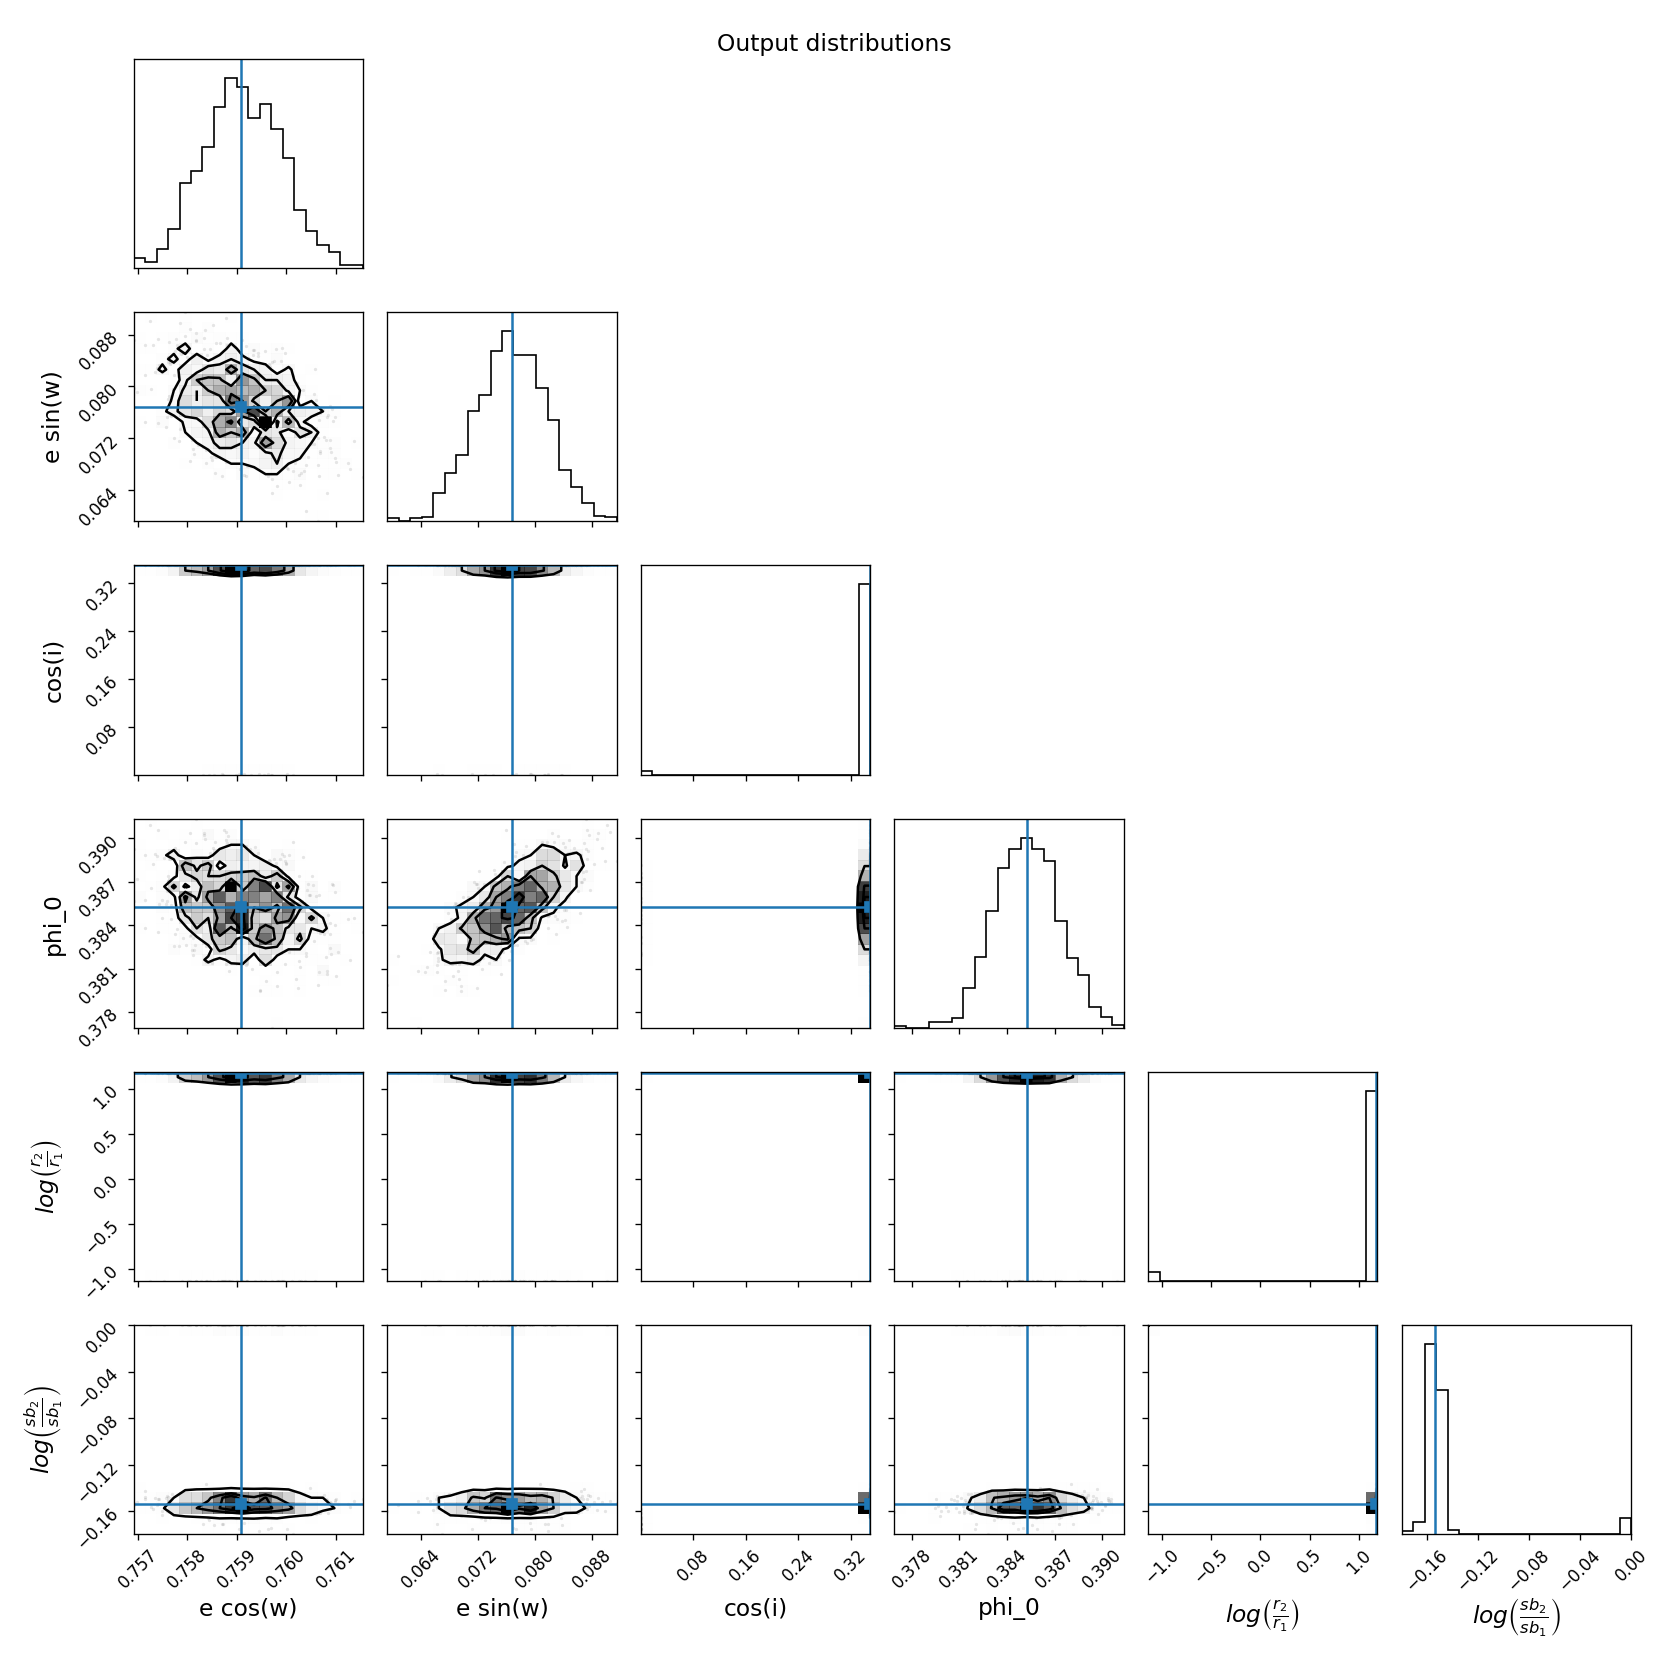 Output distributions
e sin(w)
0.088
0.080
0.072
0.064
cos(i)
0.32
0.24
0.16
0.08
phi_0
0.390
0.387
0.384
0.381
0.378
log(r₂/r₁)
1.0
0.5
0.0
−0.5
−1.0
log(sb₂/sb₁)
0.00
−0.04
−0.08
−0.12
−0.16
0.757 0.758 0.759 0.760 0.761 0.064 0.072 0.080 0.088 0.08 0.16 0.24 0.32 0.378 0.381 0.384 0.387 0.390 −1.0 −0.5 0.0 0.5 1.0 −0.16 −0.12 −0.08 −0.04 0.00
e cos(w) e sin(w) cos(i) phi_0 log(r₂/r₁) log(sb₂/sb₁)